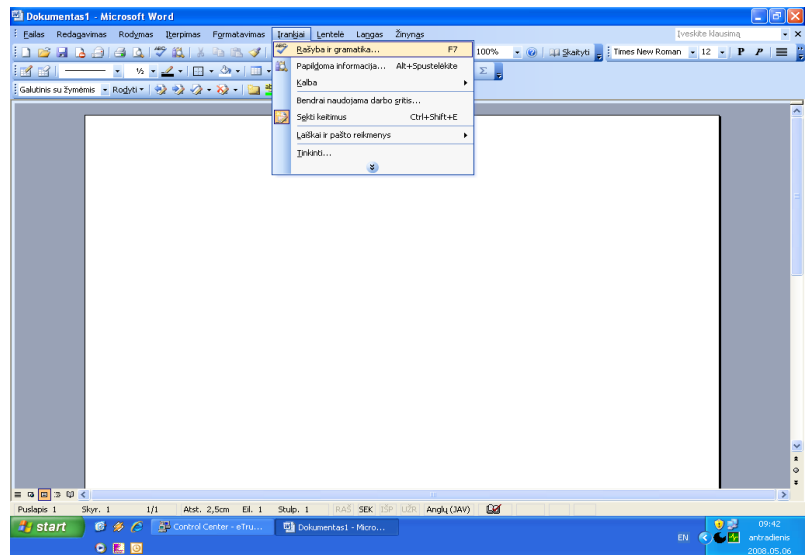 Dokumentas1 - Microsoft Word
Failas Redagavimas Rodymas Įterpimas Formatavimas Įrankiai Lentelė Langas Žinynas Įveskite klausimą
100% Skaityti Times New Roman 12 P P
½ Σ
Galutinis su žymėmis Rodyti
Rašyba ir gramatika... F7
Papildoma informacija... Alt+Spustelėkite
Kalba
Bendrai naudojama darbo sritis...
Sekti keitimus Ctrl+Shift+E
Laiškai ir pašto reikmenys
Tinkinti...
Puslapis 1 Skyr. 1 1/1 Atst. 2,5cm Eil. 1 Stulp. 1 RAŠ SEK IŠP UŽR Anglų (JAV)
start Control Center - eTru... Dokumentas1 - Micro... EN 09:42
antradienis
2008.05.06